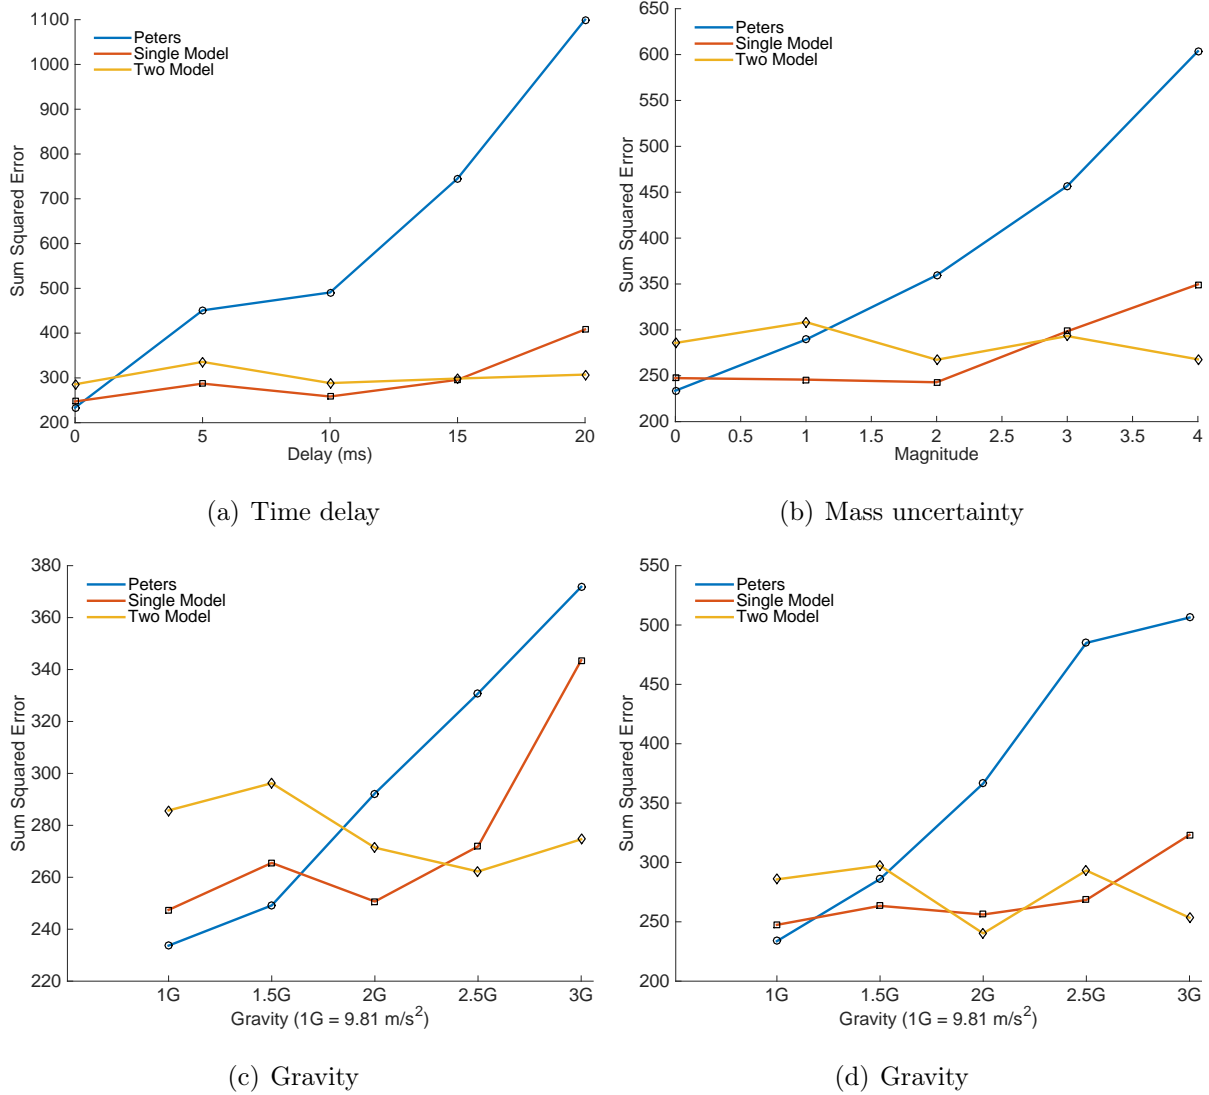 1100
1000
900
800
700
600
500
400
300
200
Sum Squared Error
Peters
Single Model
Two Model
0 5 10 15 20
Delay (ms)
(a) Time delay
650
600
550
500
450
400
350
300
250
200
Sum Squared Error
Peters
Single Model
Two Model
0 0.5 1 1.5 2 2.5 3 3.5 4
Magnitude
(b) Mass uncertainty
380
360
340
320
300
280
260
240
220
Sum Squared Error
Peters
Single Model
Two Model
1G 1.5G 2G 2.5G 3G
Gravity (1G = 9.81 m/s²)
(c) Gravity
550
500
450
400
350
300
250
200
Sum Squared Error
Peters
Single Model
Two Model
1G 1.5G 2G 2.5G 3G
Gravity (1G = 9.81 m/s²)
(d) Gravity